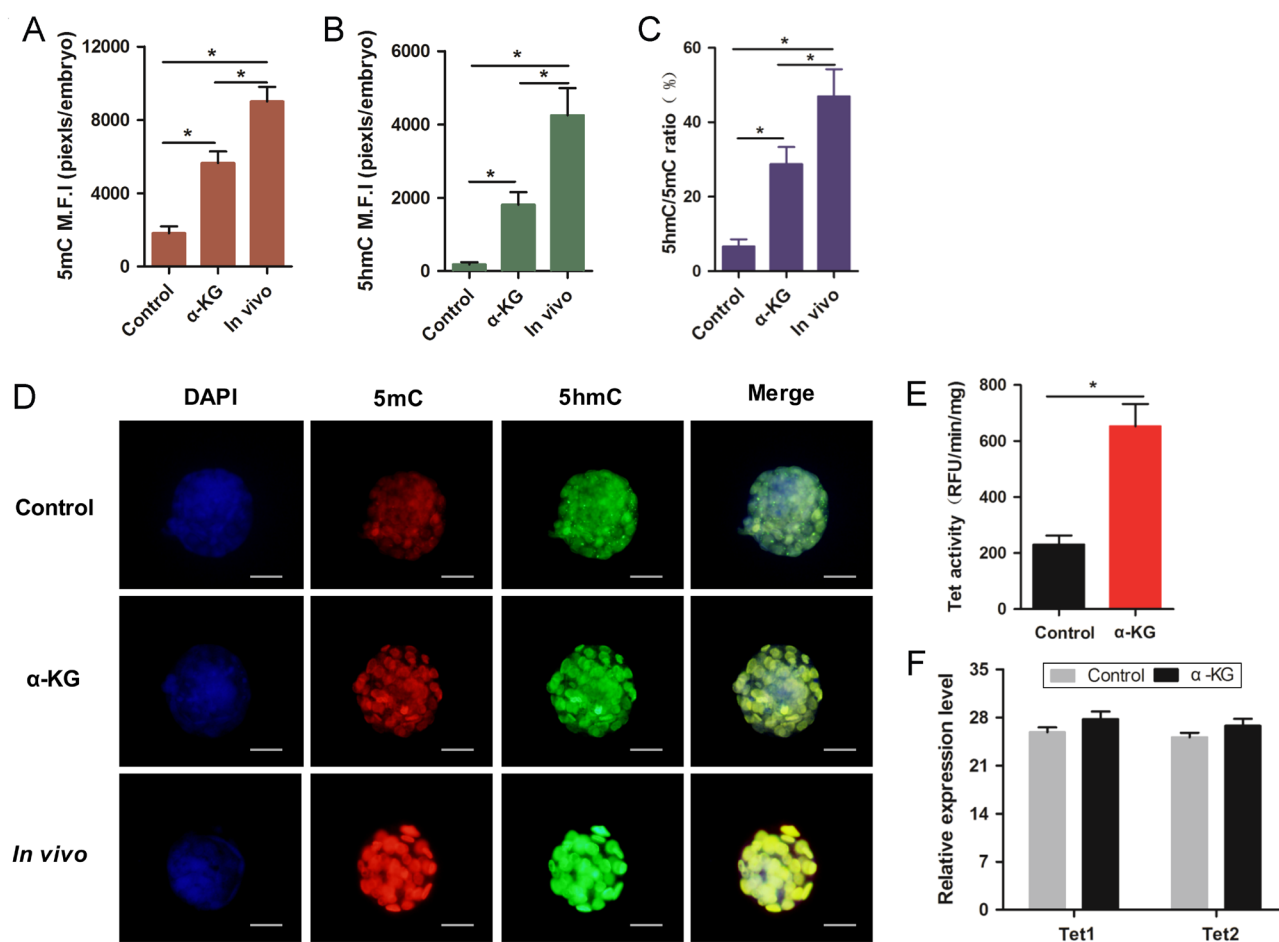 A
5mC M.F.I (piexls/embryo)
12000
8000
4000
0
*
*
*
Control
α-KG
In vivo
B
5hmC M.F.I (piexls/embryo)
6000
4000
2000
0
*
*
*
Control
α-KG
In vivo
C
5hmC/5mC ratio ( %)
60
40
20
0
*
*
*
Control
α-KG
In vivo
D
DAPI
5mC
5hmC
Merge
Control
α-KG
In vivo
E
Tet activity (RFU/min/mg)
800
600
400
200
0
*
Control
α-KG
F
Relative expression level
35
28
21
14
7
0
Control
α -KG
Tet1
Tet2